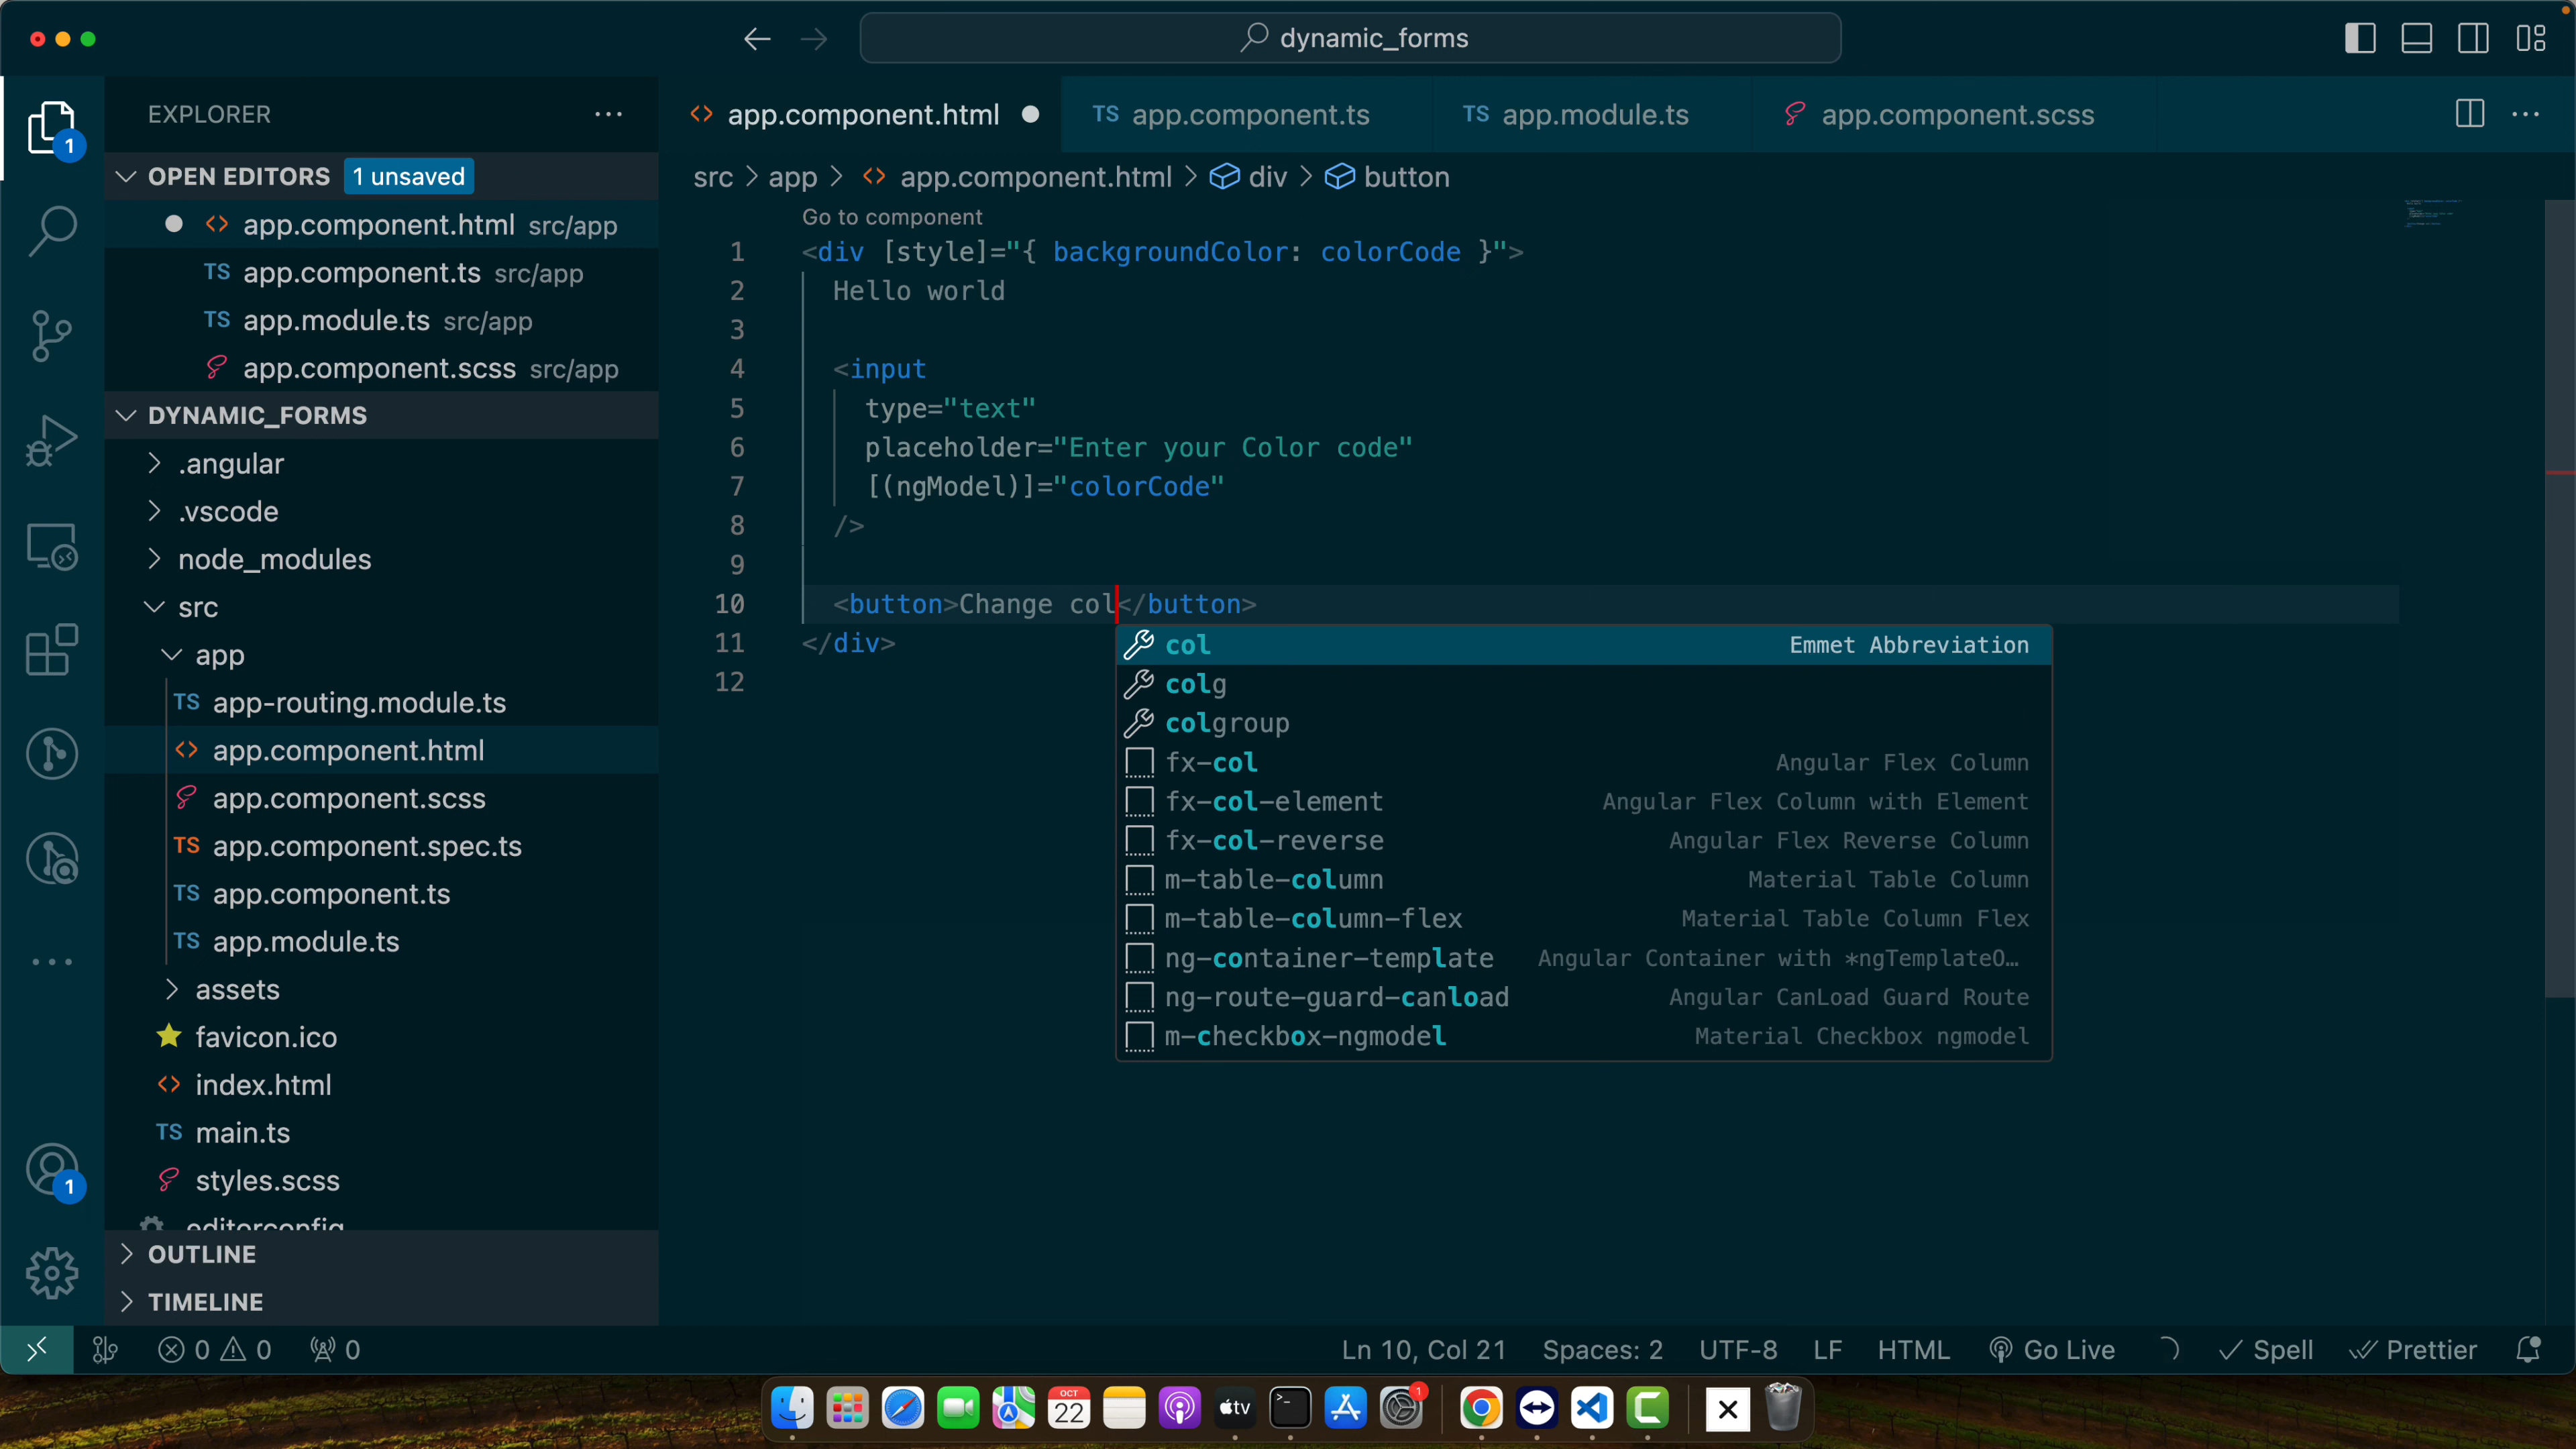 dynamic_forms
EXPLORER
OPEN EDITORS 1 unsaved
app.component.html src/app
TS app.component.ts src/app
TS app.module.ts src/app
app.component.scss src/app
DYNAMIC_FORMS
.angular
.vscode
node_modules
src
app
TS app-routing.module.ts
app.component.html
app.component.scss
TS app.component.spec.ts
TS app.component.ts
TS app.module.ts
assets
favicon.ico
index.html
TS main.ts
styles.scss
.editorconfig
OUTLINE
TIMELINE
1
1
app.component.html
TS app.component.ts
TS app.module.ts
app.component.scss
src > app > app.component.html > div > button
Go to component
1 <div [style]="{ backgroundColor: colorCode }">
2 Hello world
3
4 <input
5 type="text"
6 placeholder="Enter your Color code"
7 [(ngModel)]="colorCode"
8 />
9
10 <button>Change col</button>
11 </div>
12
col Emmet Abbreviation
colg
colgroup
fx-col Angular Flex Column
fx-col-element Angular Flex Column with Element
fx-col-reverse Angular Flex Reverse Column
m-table-column Material Table Column
m-table-column-flex Material Table Column Flex
ng-container-template Angular Container with *ngTemplateO…
ng-route-guard-canload Angular CanLoad Guard Route
m-checkbox-ngmodel Material Checkbox ngmodel
0 0 0
Ln 10, Col 21 Spaces: 2 UTF-8 LF HTML Go Live Spell Prettier
OCT
22
tv
1